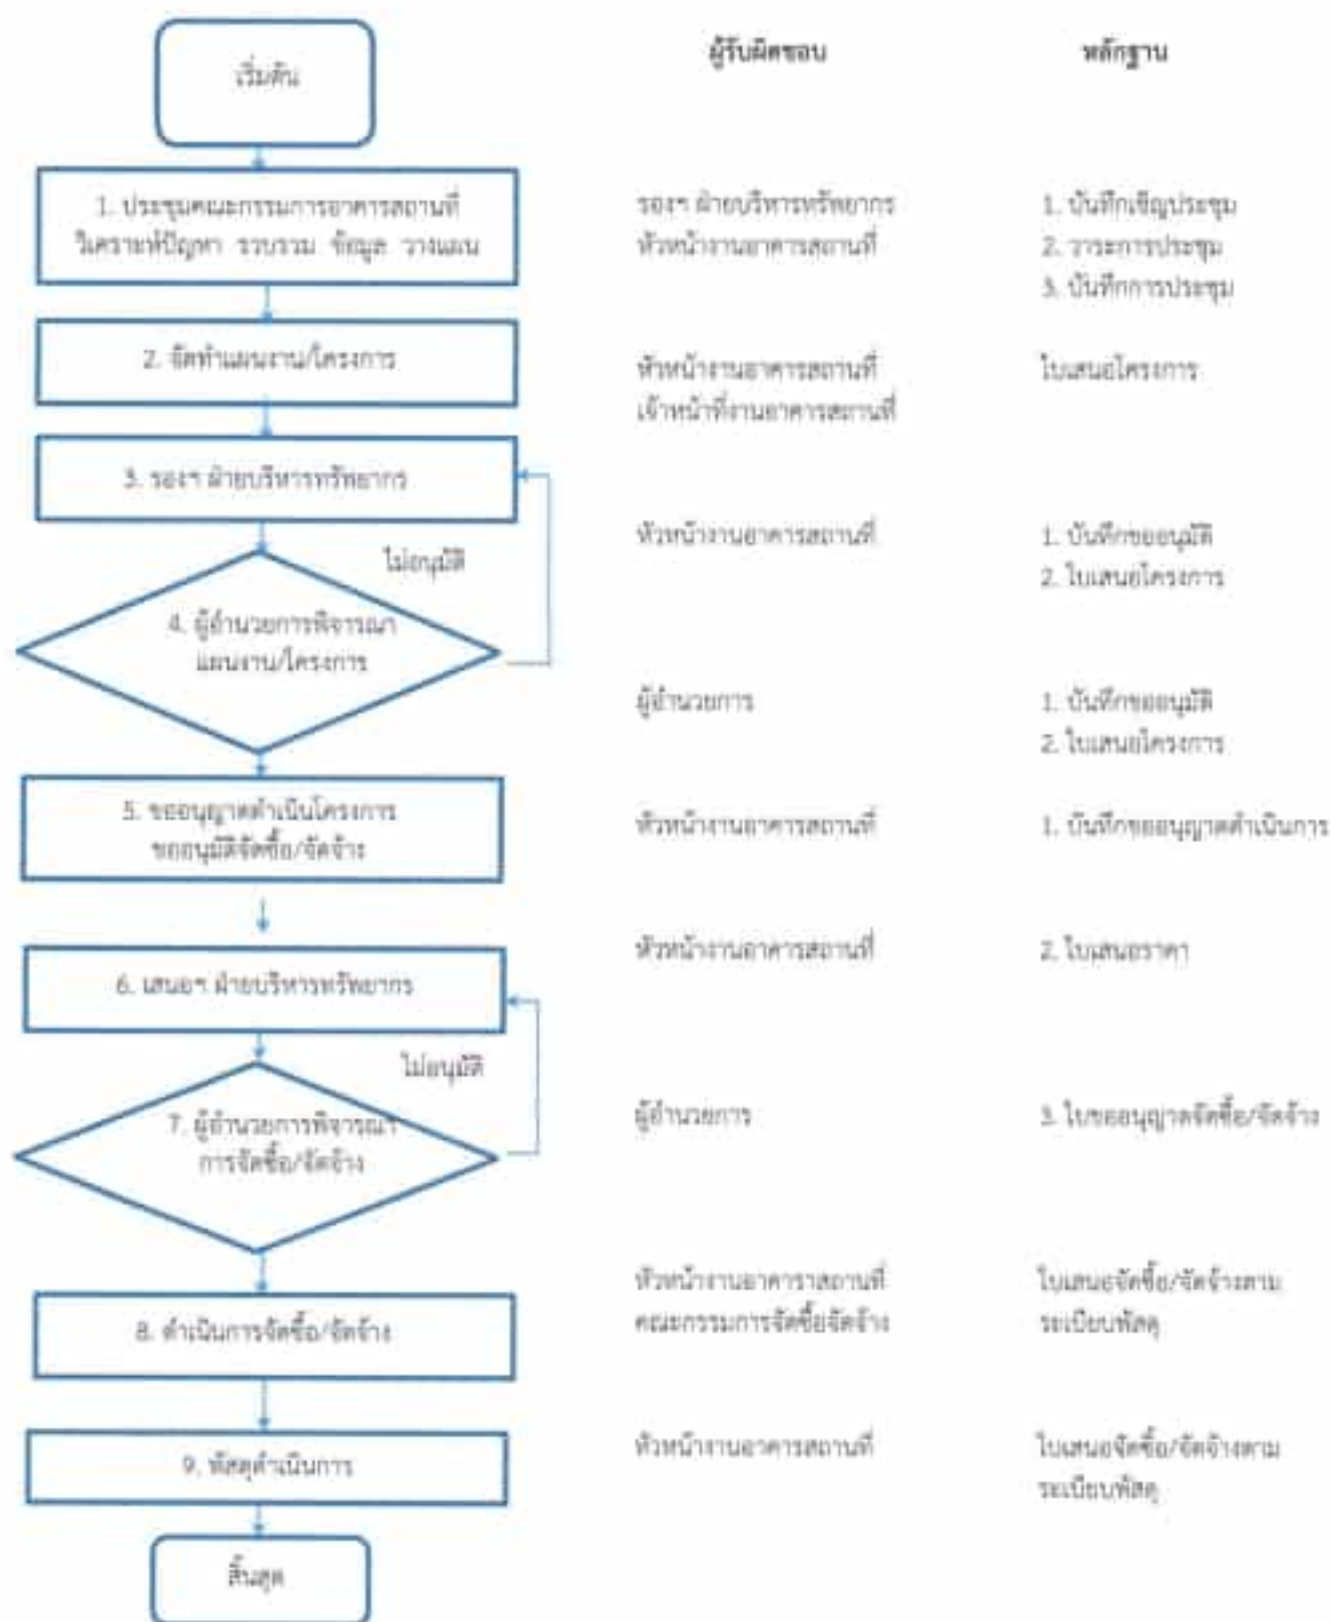 เริ่มต้น
ผู้รับผิดชอบ
หลักฐาน
1. ประชุมคณะกรรมการอาคารสถานที่
วิเคราะห์ปัญหา รวบรวม ข้อมูล วางแผน
รองฯ ฝ่ายบริหารทรัพยากร
หัวหน้างานอาคารสถานที่
1. บันทึกเชิญประชุม
2. วาระการประชุม
3. บันทึกการประชุม
2. จัดทำแผนงาน/โครงการ
หัวหน้างานอาคารสถานที่
เจ้าหน้าที่งานอาคารสถานที่
ใบเสนอโครงการ
3. รองฯ ฝ่ายบริหารทรัพยากร
หัวหน้างานอาคารสถานที่
1. บันทึกขออนุมัติ
2. ใบเสนอโครงการ
ไม่อนุมัติ
4. ผู้อำนวยการพิจารณา
แผนงาน/โครงการ
ผู้อำนวยการ
1. บันทึกขออนุมัติ
2. ใบเสนอโครงการ
5. ขออนุญาตดำเนินโครงการ
ขออนุมัติจัดซื้อ/จัดจ้าง
หัวหน้างานอาคารสถานที่
1. บันทึกขออนุญาตดำเนินการ
6. เสนอฯ ฝ่ายบริหารทรัพยากร
หัวหน้างานอาคารสถานที่
2. ใบเสนอราคา
ไม่อนุมัติ
7. ผู้อำนวยการพิจารณา
การจัดซื้อ/จัดจ้าง
ผู้อำนวยการ
3. ใบขออนุญาตจัดซื้อ/จัดจ้าง
8. ดำเนินการจัดซื้อ/จัดจ้าง
หัวหน้างานอาคาราสถานที่
คณะกรรมการจัดซื้อจัดจ้าง
ใบเสนอจัดซื้อ/จัดจ้างตาม
ระเบียบพัสดุ
9. พัสดุดำเนินการ
หัวหน้างานอาคารสถานที่
ใบเสนอจัดซื้อ/จัดจ้างตาม
ระเบียบพัสดุ
สิ้นสุด